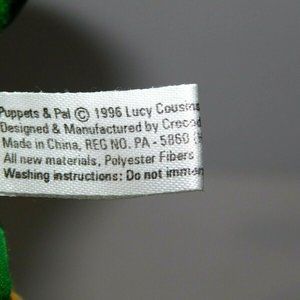 Puppets & Pal © 1996 Lucy Cousins
Designed & Manufactured by
Made in China, REG NO. PA - 5860
All new materials, Polyester Fibers
Washing instructions: Do not